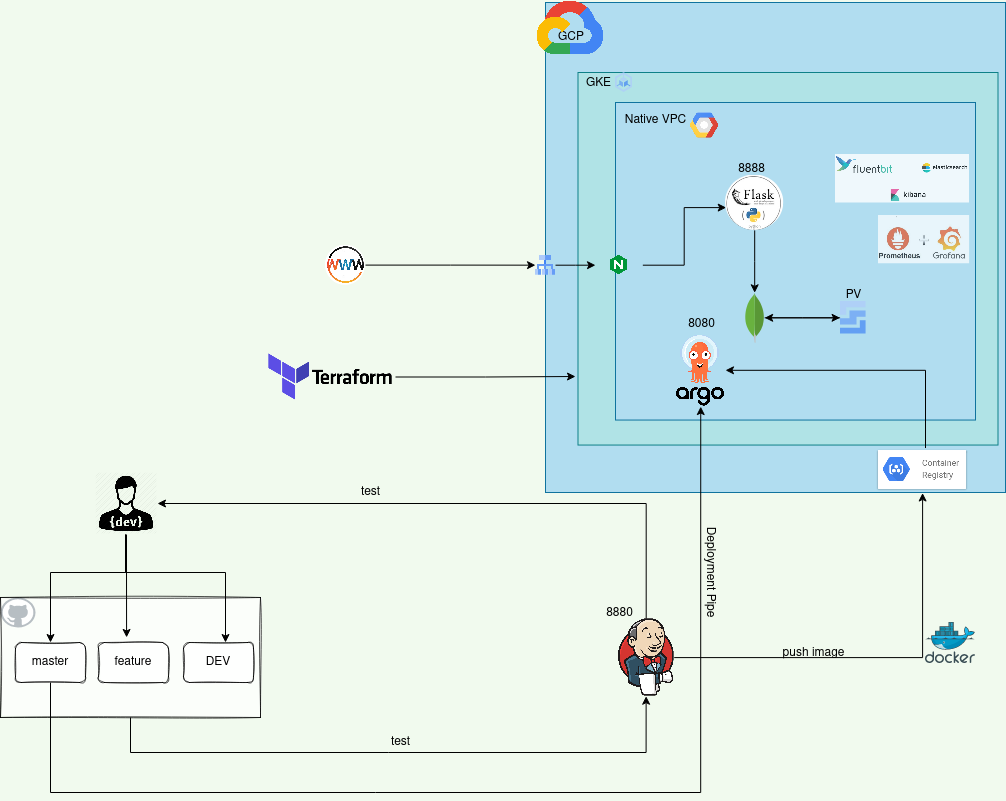 GCP
GKE
Native VPC
8888
Flask
fluentbit
elasticsearch
kibana
Prometheus
+
Grafana
WWW
N
PV
8080
argo
Terraform
Container
Registry
{dev}
test
Deployment Pipe
8880
master
feature
DEV
push image
docker
test